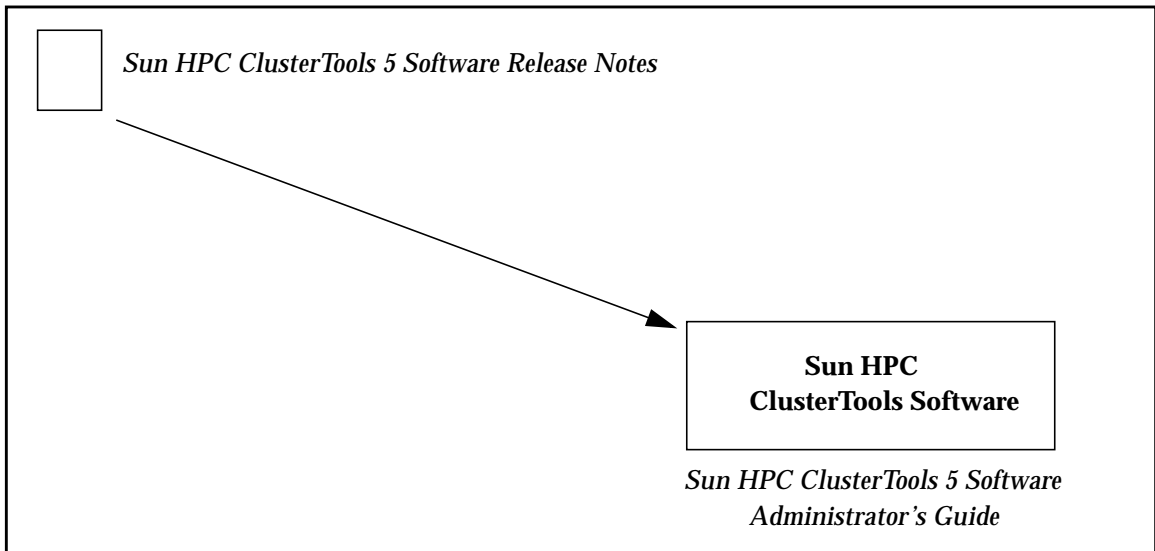 Sun HPC ClusterTools 5 Software Release Notes
Sun HPC
ClusterTools Software
Sun HPC ClusterTools 5 Software
Administrator's Guide